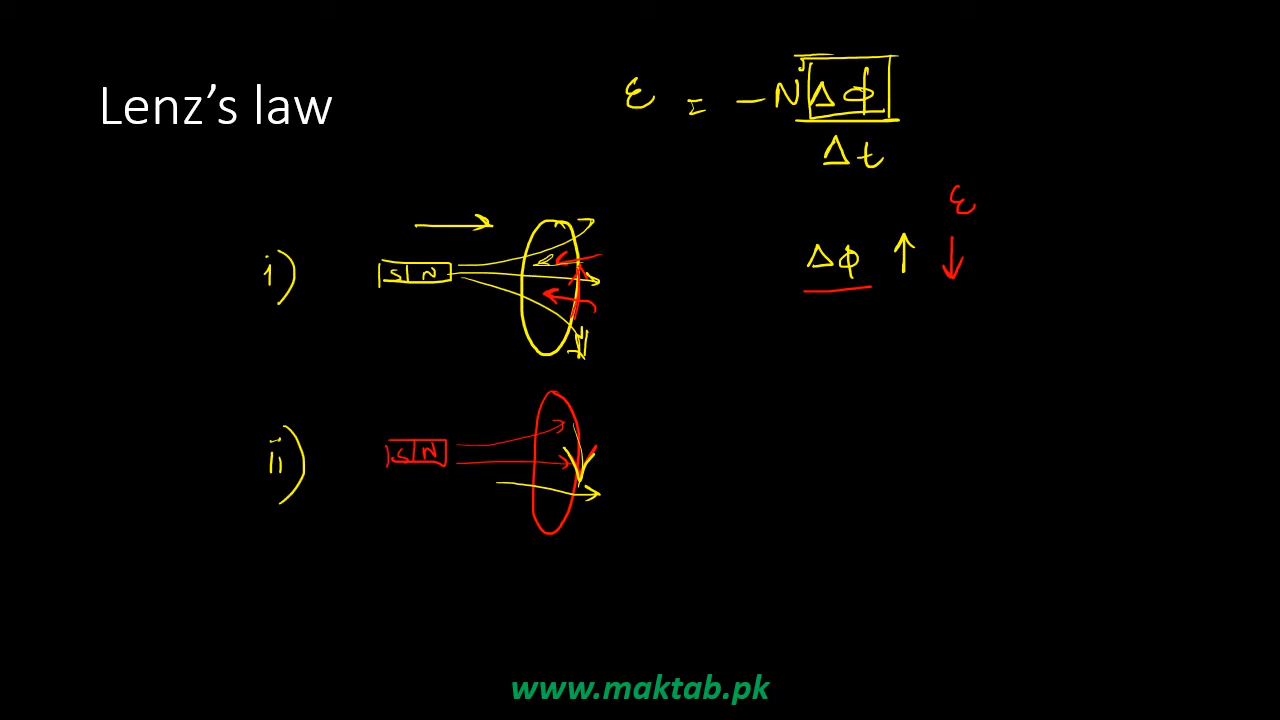 Lenz’s law
ε = -N Δφ
Δt
ε
Δφ ↑ ↓
i)
S N
N
ii)
S N
www.maktab.pk